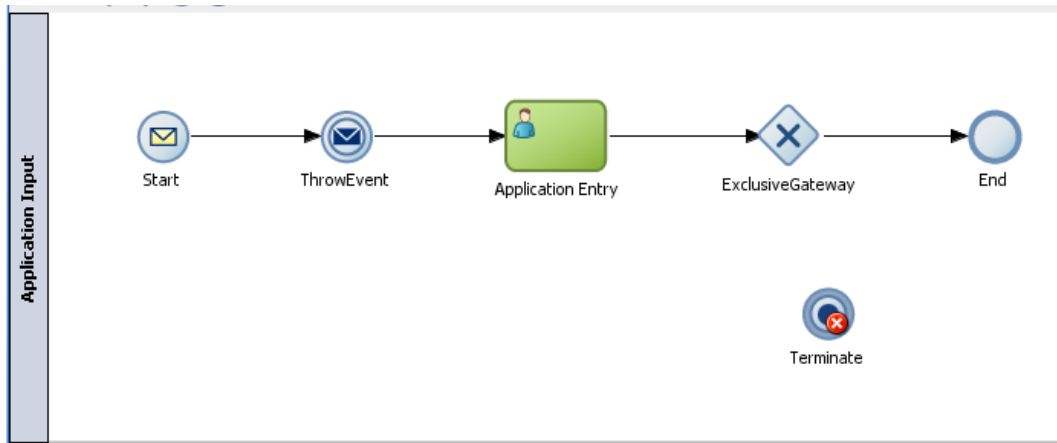 Application Input
Start
ThrowEvent
Application Entry
ExclusiveGateway
End
Terminate